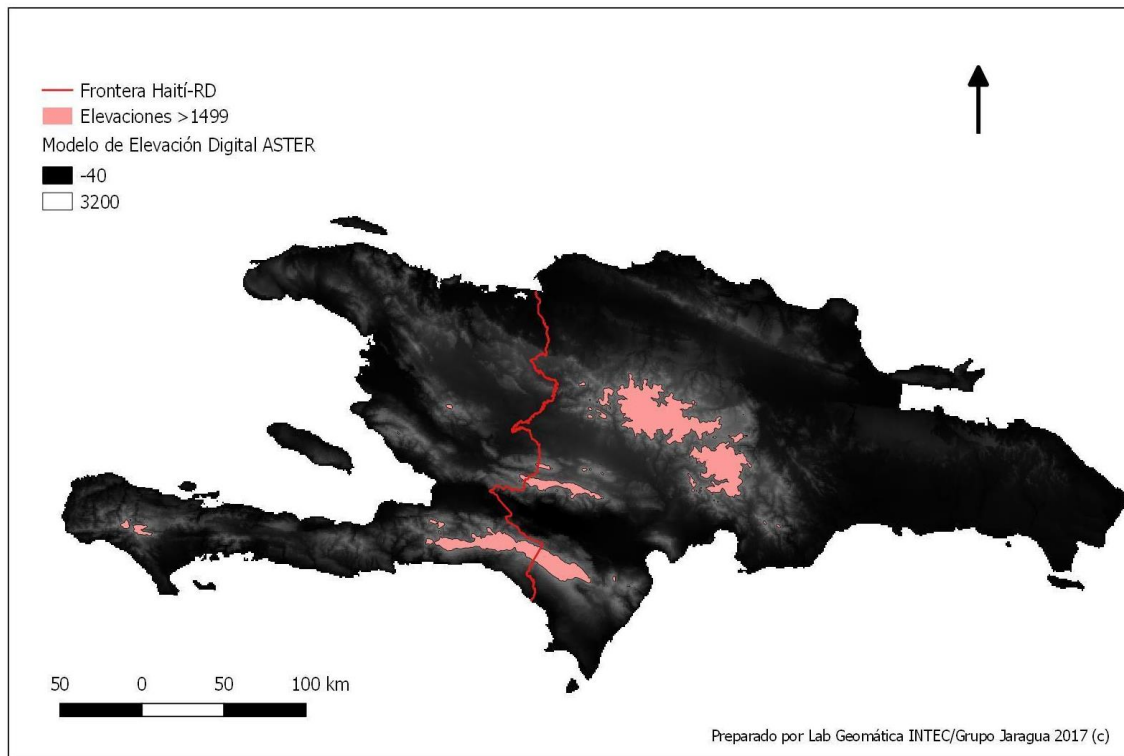 Frontera Haití-RD
Elevaciones >1499
Modelo de Elevación Digital ASTER
-40
3200
50 0 50 100 km
Preparado por Lab Geomática INTEC/Grupo Jaragua 2017 (c)